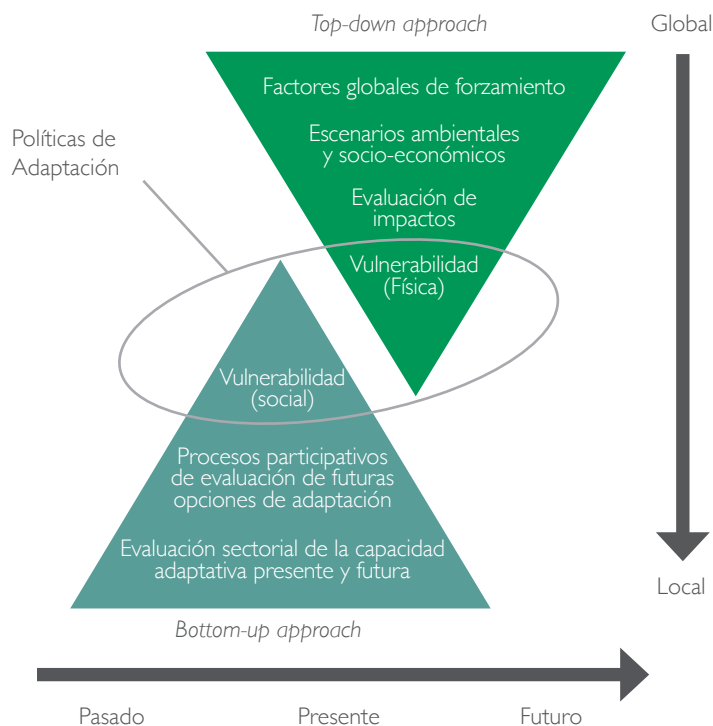 Top-down approach
Global
Factores globales de forzamiento
Escenarios ambientales
y socio-económicos
Políticas de
Adaptación
Evaluación de
impactos
Vulnerabilidad
(Física)
Vulnerabilidad
(social)
Procesos participativos
de evaluación de futuras
opciones de adaptación
Evaluación sectorial de la capacidad
adaptativa presente y futura
Local
Bottom-up approach
Pasado
Presente
Futuro